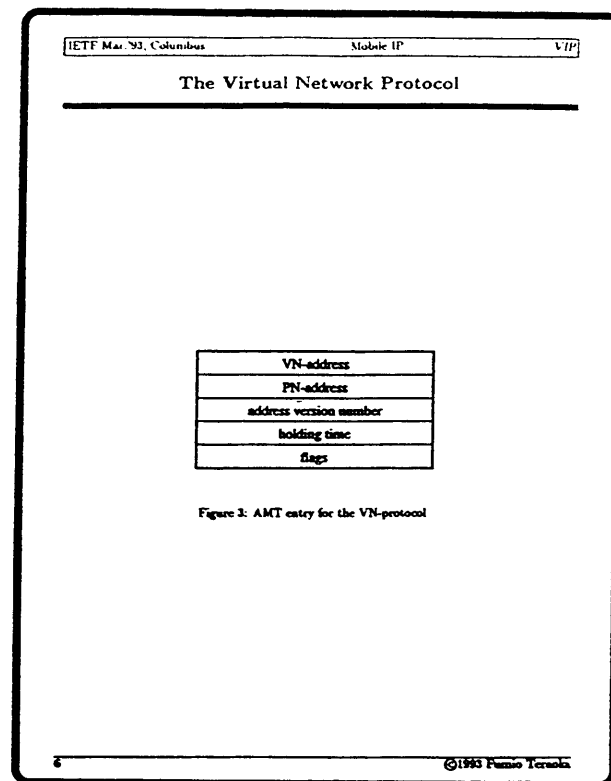 IETF Mar.'93, Columbus Mobile IP VIP
The Virtual Network Protocol
VN-address
PN-address
address version number
holding time
flags
Figure 3: AMT entry for the VN-protocol
6 ©1993 Fumio Teraoka